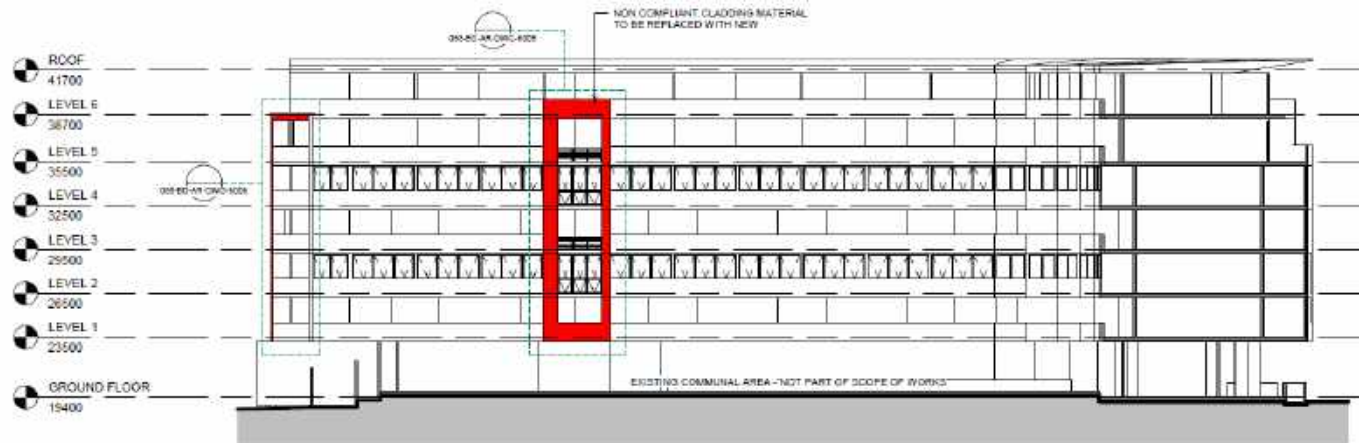 NON COMPLIANT CLADDING MATERIAL
TO BE REPLACED WITH NEW
ROOF
41700
LEVEL 6
38700
LEVEL 5
35500
LEVEL 4
32500
LEVEL 3
29500
LEVEL 2
26500
LEVEL 1
23500
GROUND FLOOR
19400
EXISTING COMMUNAL AREA - NOT PART OF SCOPE OF WORKS